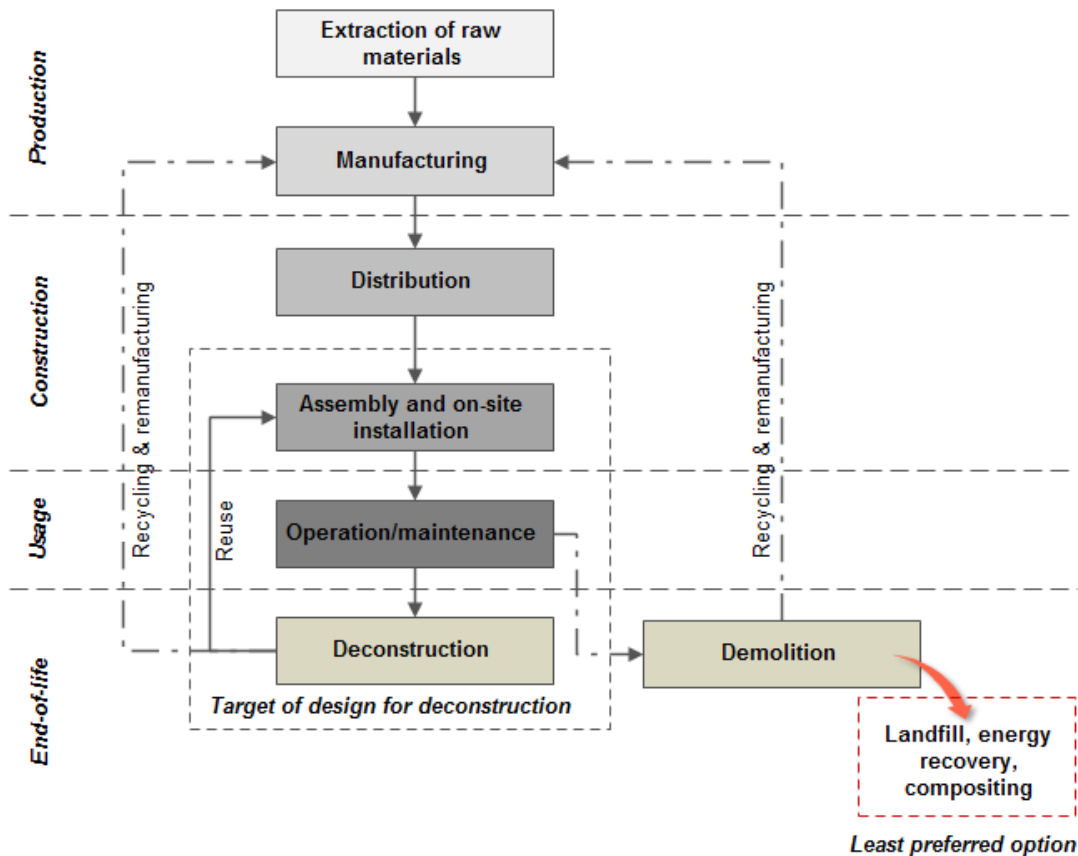 Production
Extraction of raw
materials
Manufacturing
Construction
Distribution
Assembly and on-site
installation
Recycling & remanufacturing
Reuse
Recycling & remanufacturing
Usage
Operation/maintenance
End-of-life
Deconstruction
Target of design for deconstruction
Demolition
Landfill, energy
recovery,
compositing
Least preferred option